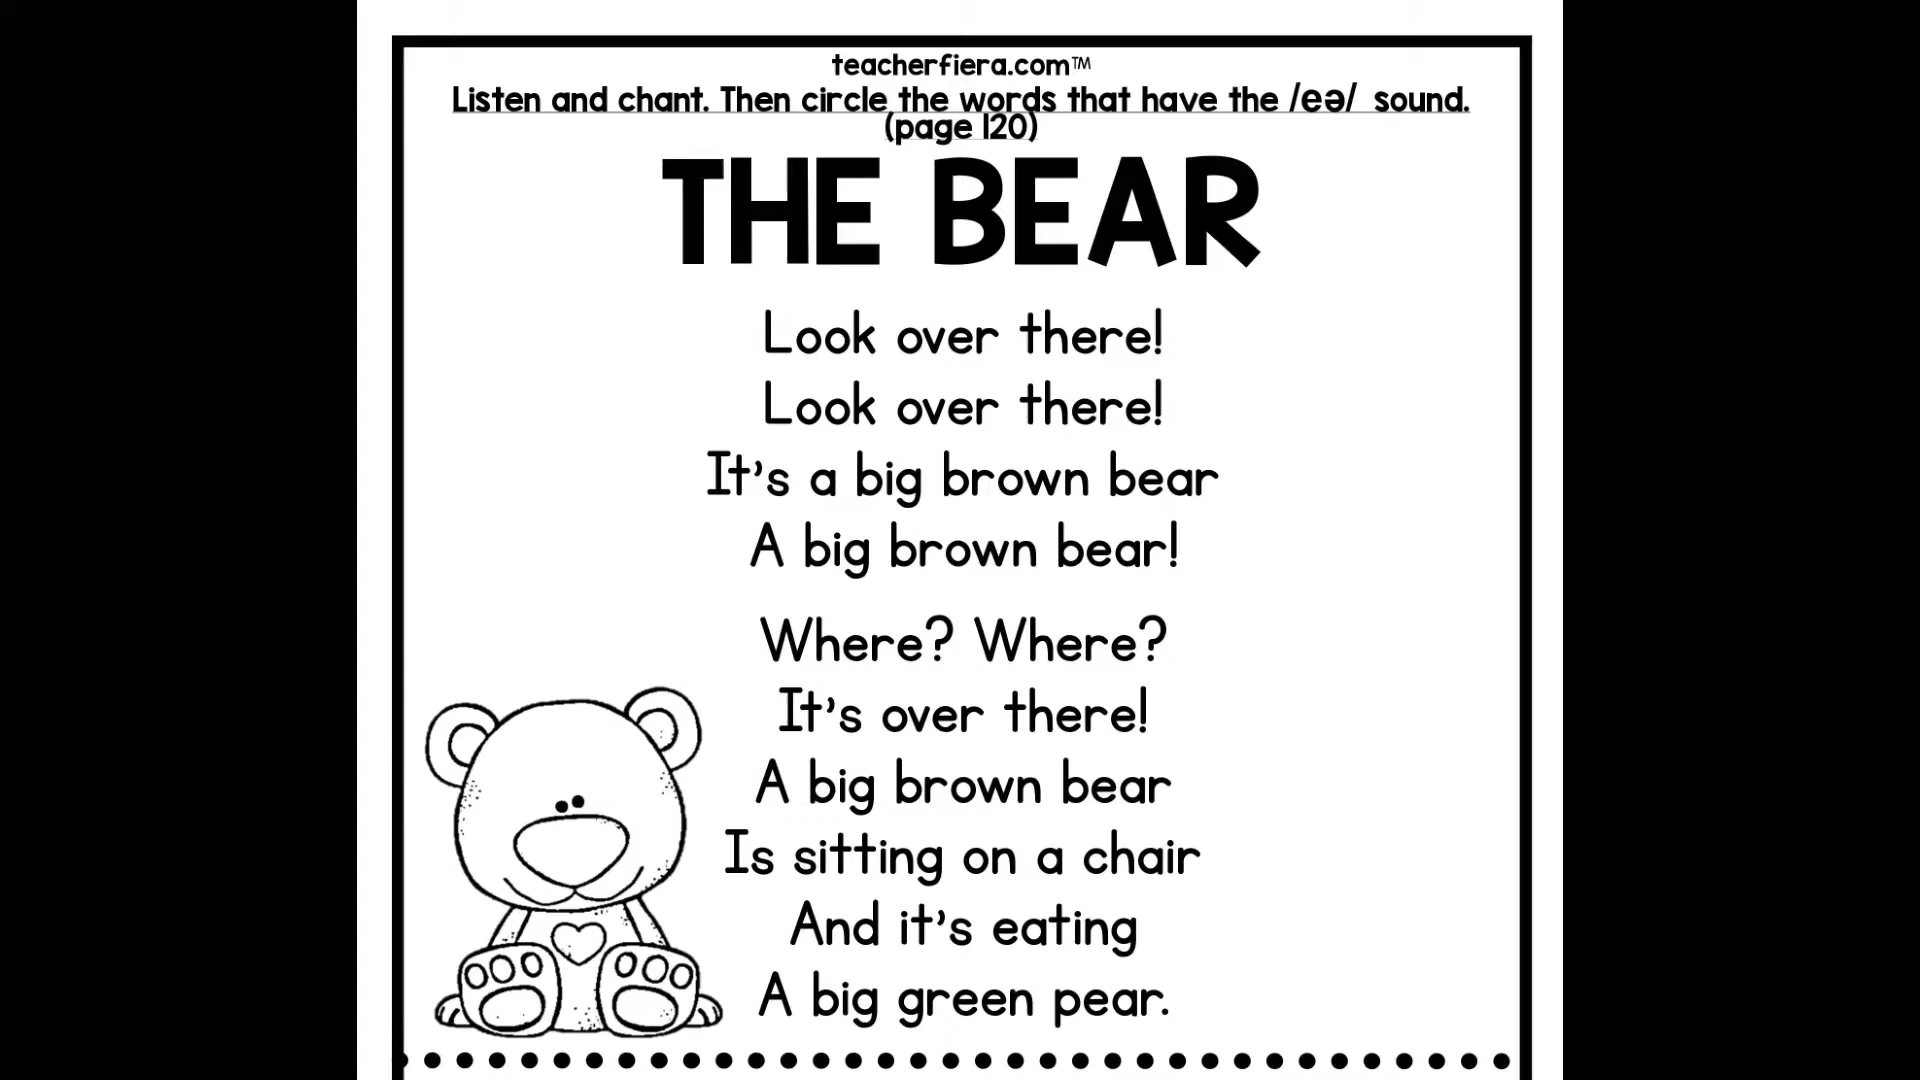 teacherfiera.com™
Listen and chant. Then circle the words that have the /eə/ sound.
(page 120)
THE BEAR
Look over there!
Look over there!
It's a big brown bear
A big brown bear!
Where? Where?
It's over there!
A big brown bear
Is sitting on a chair
And it's eating
A big green pear.